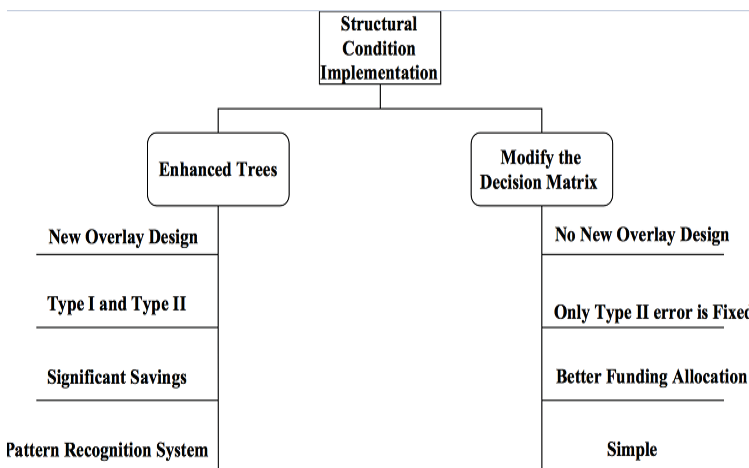 Structural
Condition
Implementation
Enhanced Trees
Modify the
Decision Matrix
New Overlay Design
No New Overlay Design
Type I and Type II
Only Type II error is Fixed
Significant Savings
Better Funding Allocation
Pattern Recognition System
Simple